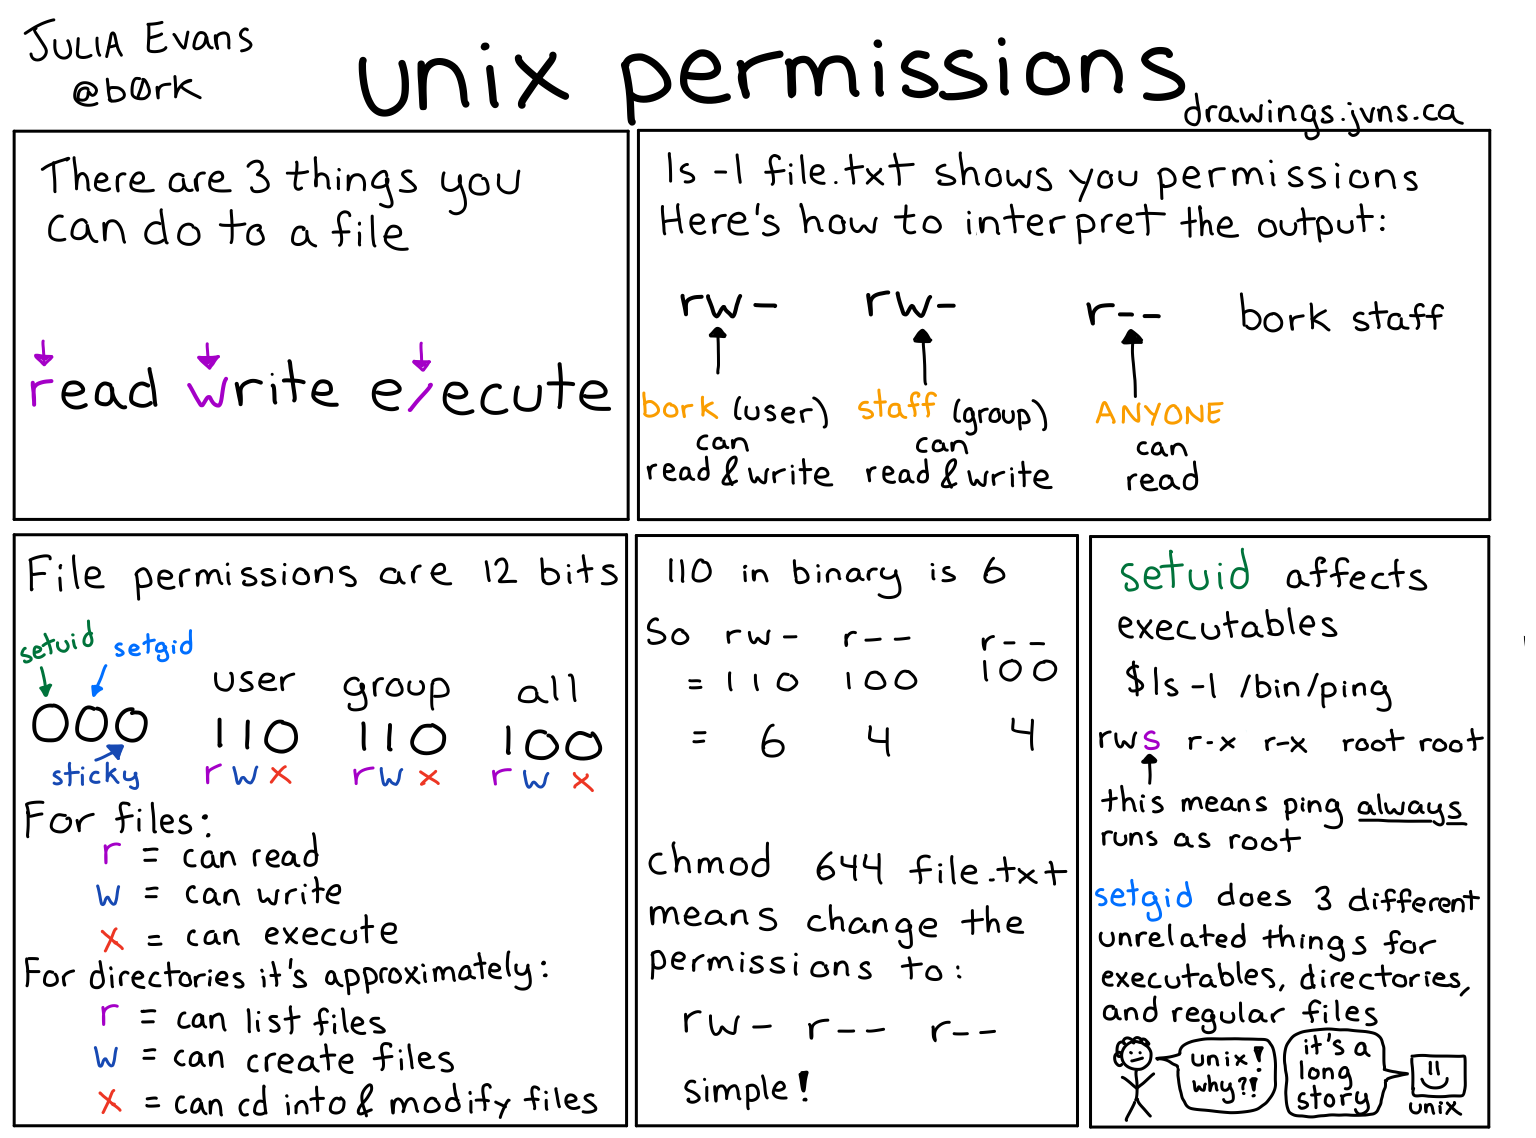 JULIA Evans
@b0rk
unix permissions
drawings.jvns.ca
There are 3 things you
can do to a file
read write e/ecute
ls -l file.txt shows you permissions
Here's how to interpret the output:
rw- rw- r-- bork staff
bork (user) staff (group) ANYONE
can can can
read & write read & write read
File permissions are 12 bits
setuid setgid
user group all
000 110 110 100
sticky rwx rwx rwx
For files:
r = can read
w = can write
x = can execute
For directories it's approximately:
r = can list files
w = can create files
x = can cd into & modify files
110 in binary is 6
So rw- r-- r--
= 110 100 100
= 6 4 4
chmod 644 file.txt
means change the
permissions to:
rw- r-- r--
simple!
setuid affects
executables
$ls -l /bin/ping
rws r-x r-x root root
this means ping always
runs as root
setgid does 3 different
unrelated things for
executables, directories,
and regular files
unix!
why?!
it's a
long
story
unix